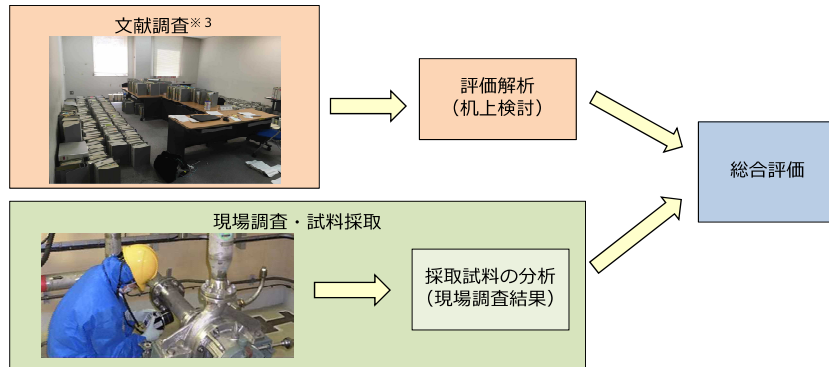 文献調査※3
評価解析
（机上検討）
総合評価
現場調査・試料採取
採取試料の分析
（現場調査結果）